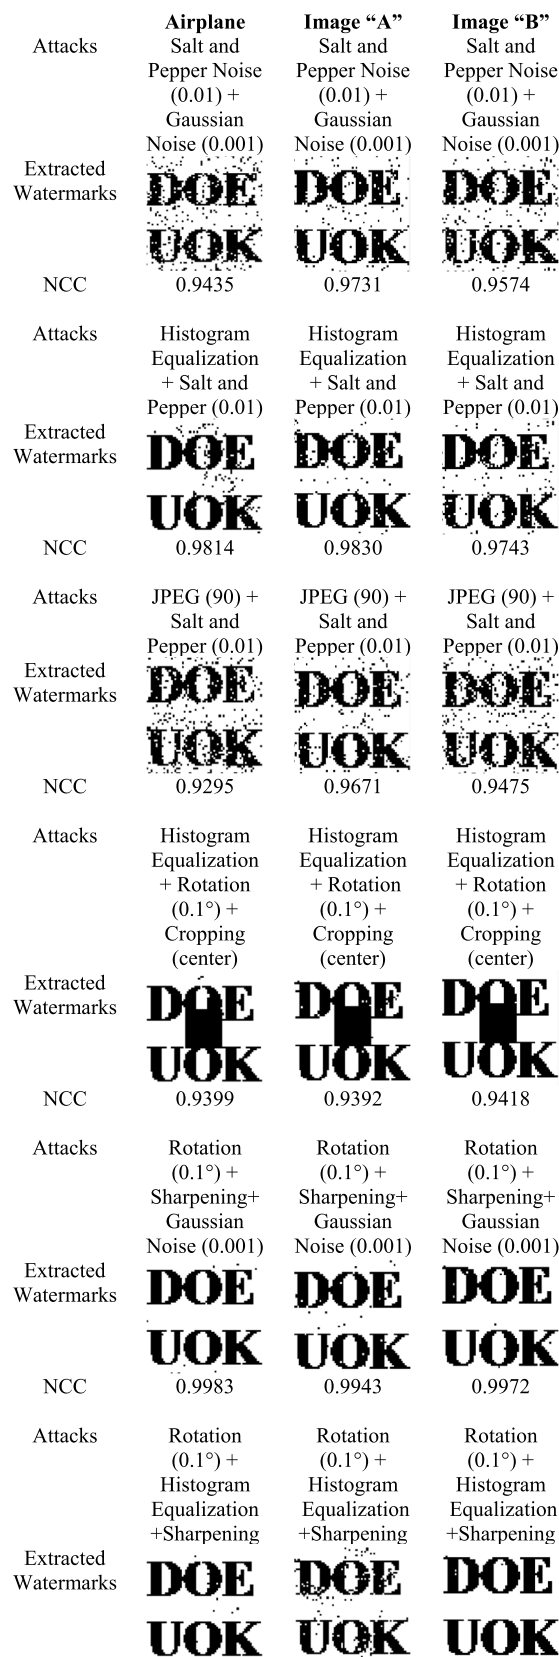 Airplane Image “A” Image “B”
Attacks Salt and Salt and Salt and
Pepper Noise Pepper Noise Pepper Noise
(0.01) + (0.01) + (0.01) +
Gaussian Gaussian Gaussian
Noise (0.001) Noise (0.001) Noise (0.001)
Extracted
Watermarks
DOE DOE DOE
UOK UOK UOK
NCC 0.9435 0.9731 0.9574
Attacks Histogram Histogram Histogram
Equalization Equalization Equalization
+ Salt and + Salt and + Salt and
Pepper (0.01) Pepper (0.01) Pepper (0.01)
Extracted
Watermarks
DOE DOE DOE
UOK UOK UOK
NCC 0.9814 0.9830 0.9743
Attacks JPEG (90) + JPEG (90) + JPEG (90) +
Salt and Salt and Salt and
Pepper (0.01) Pepper (0.01) Pepper (0.01)
Extracted
Watermarks
DOE DOE DOE
UOK UOK UOK
NCC 0.9295 0.9671 0.9475
Attacks Histogram Histogram Histogram
Equalization Equalization Equalization
+ Rotation + Rotation + Rotation
(0.1°) + (0.1°) + (0.1°) +
Cropping Cropping Cropping
(center) (center) (center)
Extracted
Watermarks
DOE DOE DOE
UOK UOK UOK
NCC 0.9399 0.9392 0.9418
Attacks Rotation Rotation Rotation
(0.1°) + (0.1°) + (0.1°) +
Sharpening+ Sharpening+ Sharpening+
Gaussian Gaussian Gaussian
Noise (0.001) Noise (0.001) Noise (0.001)
Extracted
Watermarks
DOE DOE DOE
UOK UOK UOK
NCC 0.9983 0.9943 0.9972
Attacks Rotation Rotation Rotation
(0.1°) + (0.1°) + (0.1°) +
Histogram Histogram Histogram
Equalization Equalization Equalization
+Sharpening +Sharpening +Sharpening
Extracted
Watermarks
DOE DOE DOE
UOK UOK UOK